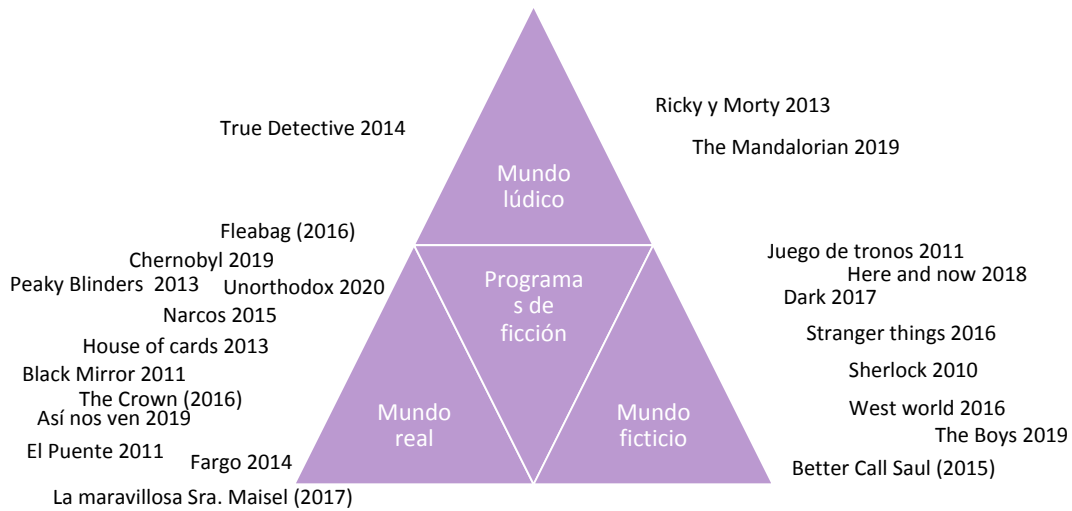 Ricky y Morty 2013
True Detective 2014
The Mandalorian 2019
Mundo
lúdico
Fleabag (2016)
Chernobyl 2019
Peaky Blinders 2013
Unorthodox 2020
Narcos 2015
House of cards 2013
Black Mirror 2011
The Crown (2016)
Así nos ven 2019
El Puente 2011
Fargo 2014
La maravillosa Sra. Maisel (2017)
Programa
s de
ficción
Mundo
real
Mundo
ficticio
Juego de tronos 2011
Here and now 2018
Dark 2017
Stranger things 2016
Sherlock 2010
West world 2016
The Boys 2019
Better Call Saul (2015)